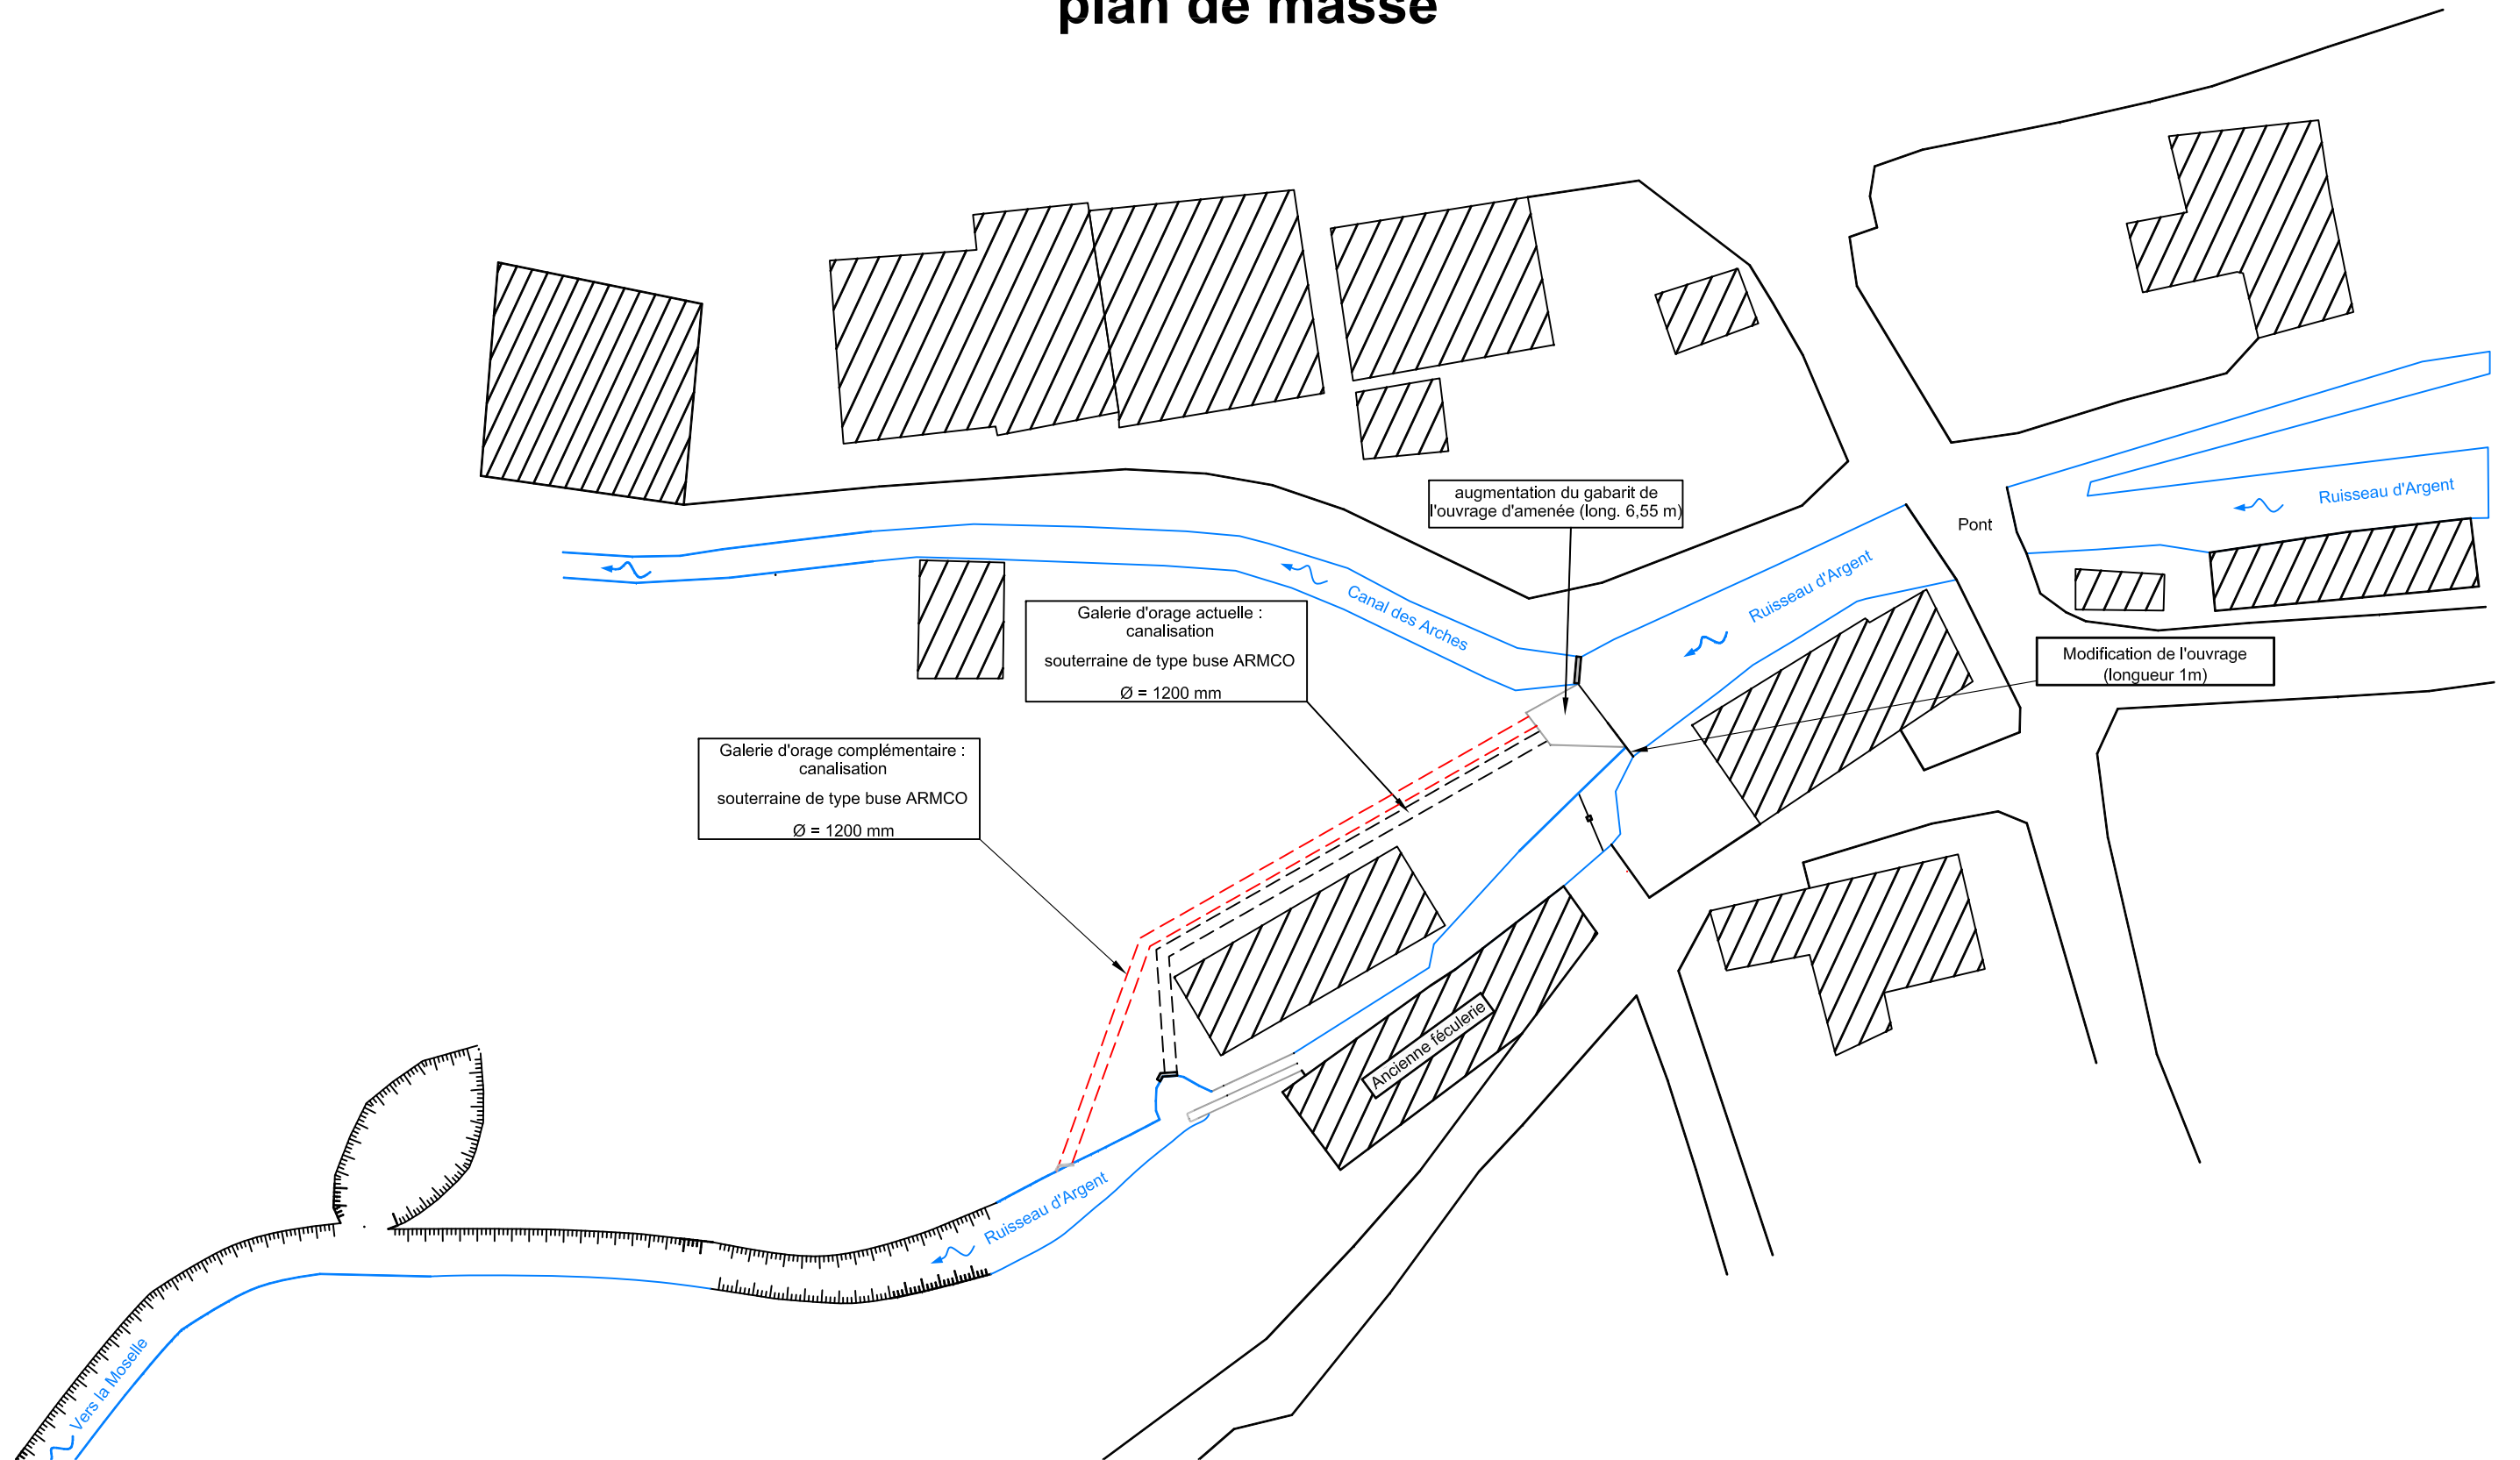 plan de masse
augmentation du gabarit de
l'ouvrage d'amenée (long. 6,55 m)
Ruisseau d'Argent
Pont
Ruisseau d'Argent
Canal des Arches
Galerie d'orage actuelle :
canalisation
souterraine de type buse ARMCO
Ø = 1200 mm
Modification de l'ouvrage
(longueur 1m)
Galerie d'orage complémentaire :
canalisation
souterraine de type buse ARMCO
Ø = 1200 mm
Ancienne féculerie
Ruisseau d'Argent
Vers la Moselle